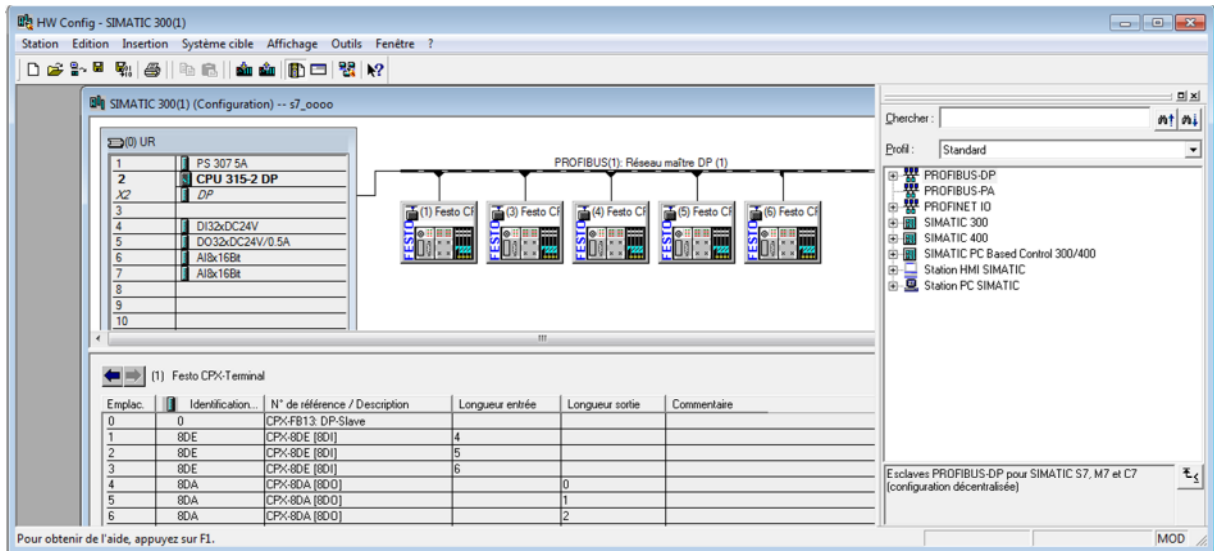 HW Config - SIMATIC 300(1)
Station Edition Insertion Système cible Affichage Outils Fenêtre ?
SIMATIC 300(1) (Configuration) -- s7_oooo
(0) UR
1 PS 307 5A
2 CPU 315-2 DP
X2 DP
3
4 DI32xDC24V
5 DO32xDC24V/0.5A
6 AI8x16Bit
7 AI8x16Bit
8
9
10
PROFIBUS(1): Réseau maître DP (1)
(1) Festo CF
(3) Festo CF
(4) Festo CF
(5) Festo CF
(6) Festo CF
FESTO
FESTO
FESTO
FESTO
FESTO
(1) Festo CPX-Terminal
Emplac. Identification... N° de référence / Description Longueur entrée Longueur sortie Commentaire
0 0 CPX-FB13: DP-Slave
1 8DE CPX-8DE [8DI] 4
2 8DE CPX-8DE [8DI] 5
3 8DE CPX-8DE [8DI] 6
4 8DA CPX-8DA [8DO] 0
5 8DA CPX-8DA [8DO] 1
6 8DA CPX-8DA [8DO] 2
Chercher :
Profil : Standard
PROFIBUS-DP
PROFIBUS-PA
PROFINET IO
SIMATIC 300
SIMATIC 400
SIMATIC PC Based Control 300/400
Station HMI SIMATIC
Station PC SIMATIC
Esclaves PROFIBUS-DP pour SIMATIC S7, M7 et C7
(configuration décentralisée)
Pour obtenir de l'aide, appuyez sur F1.
MOD